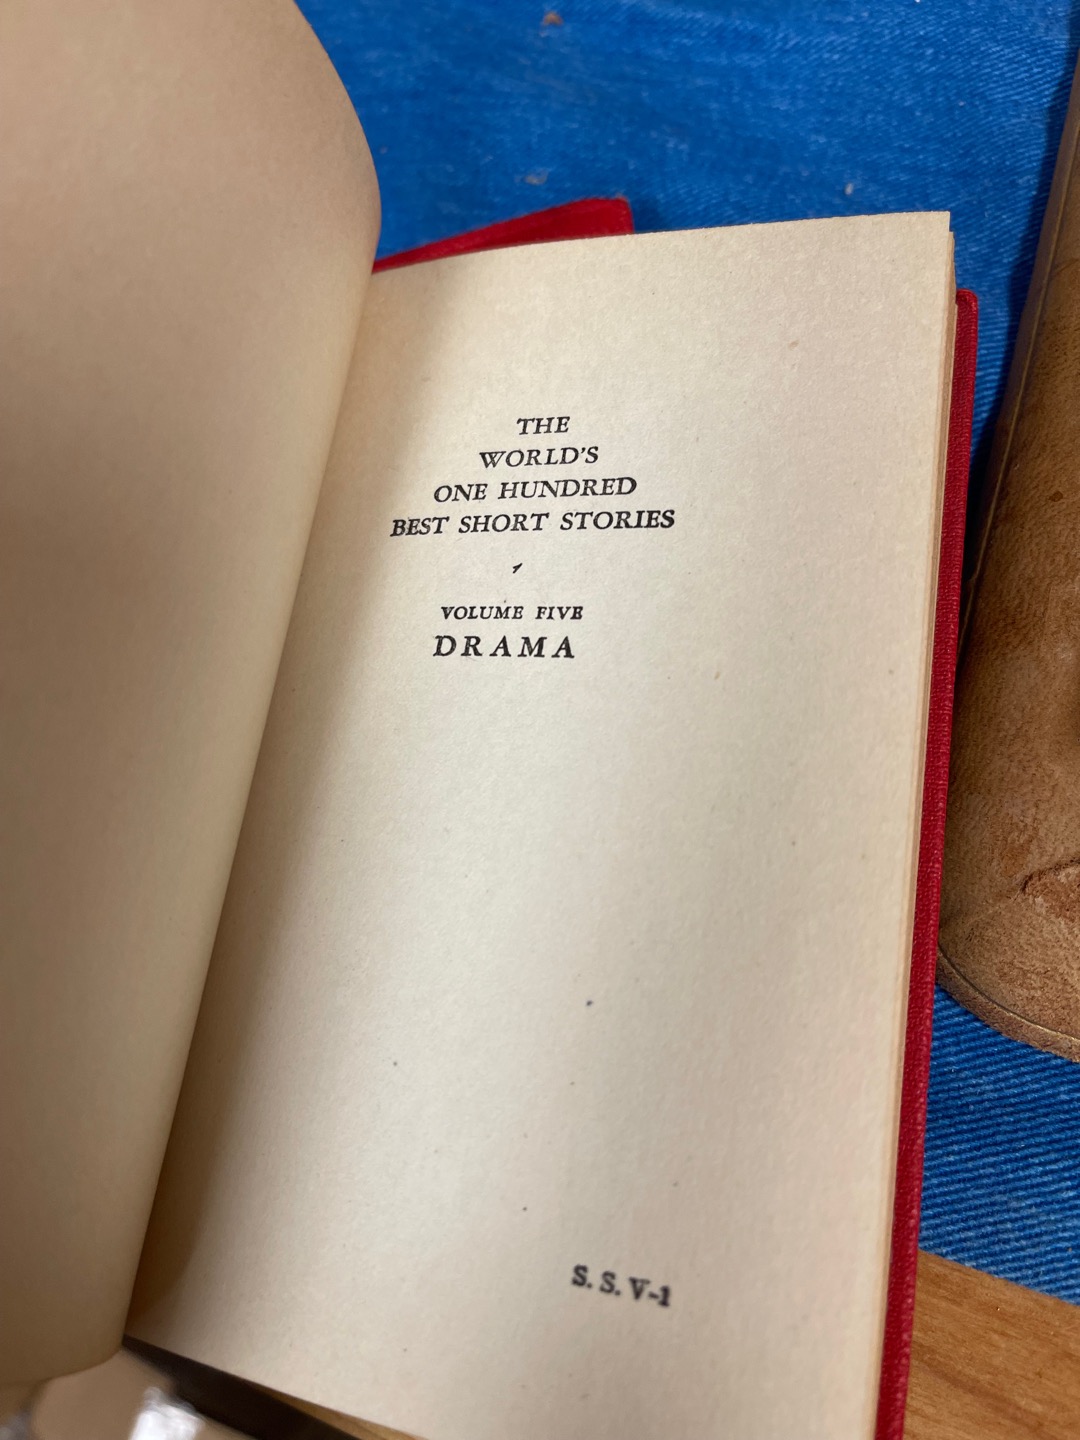 THE
WORLD'S
ONE HUNDRED
BEST SHORT STORIES
VOLUME FIVE
DRAMA
S. S. V-1